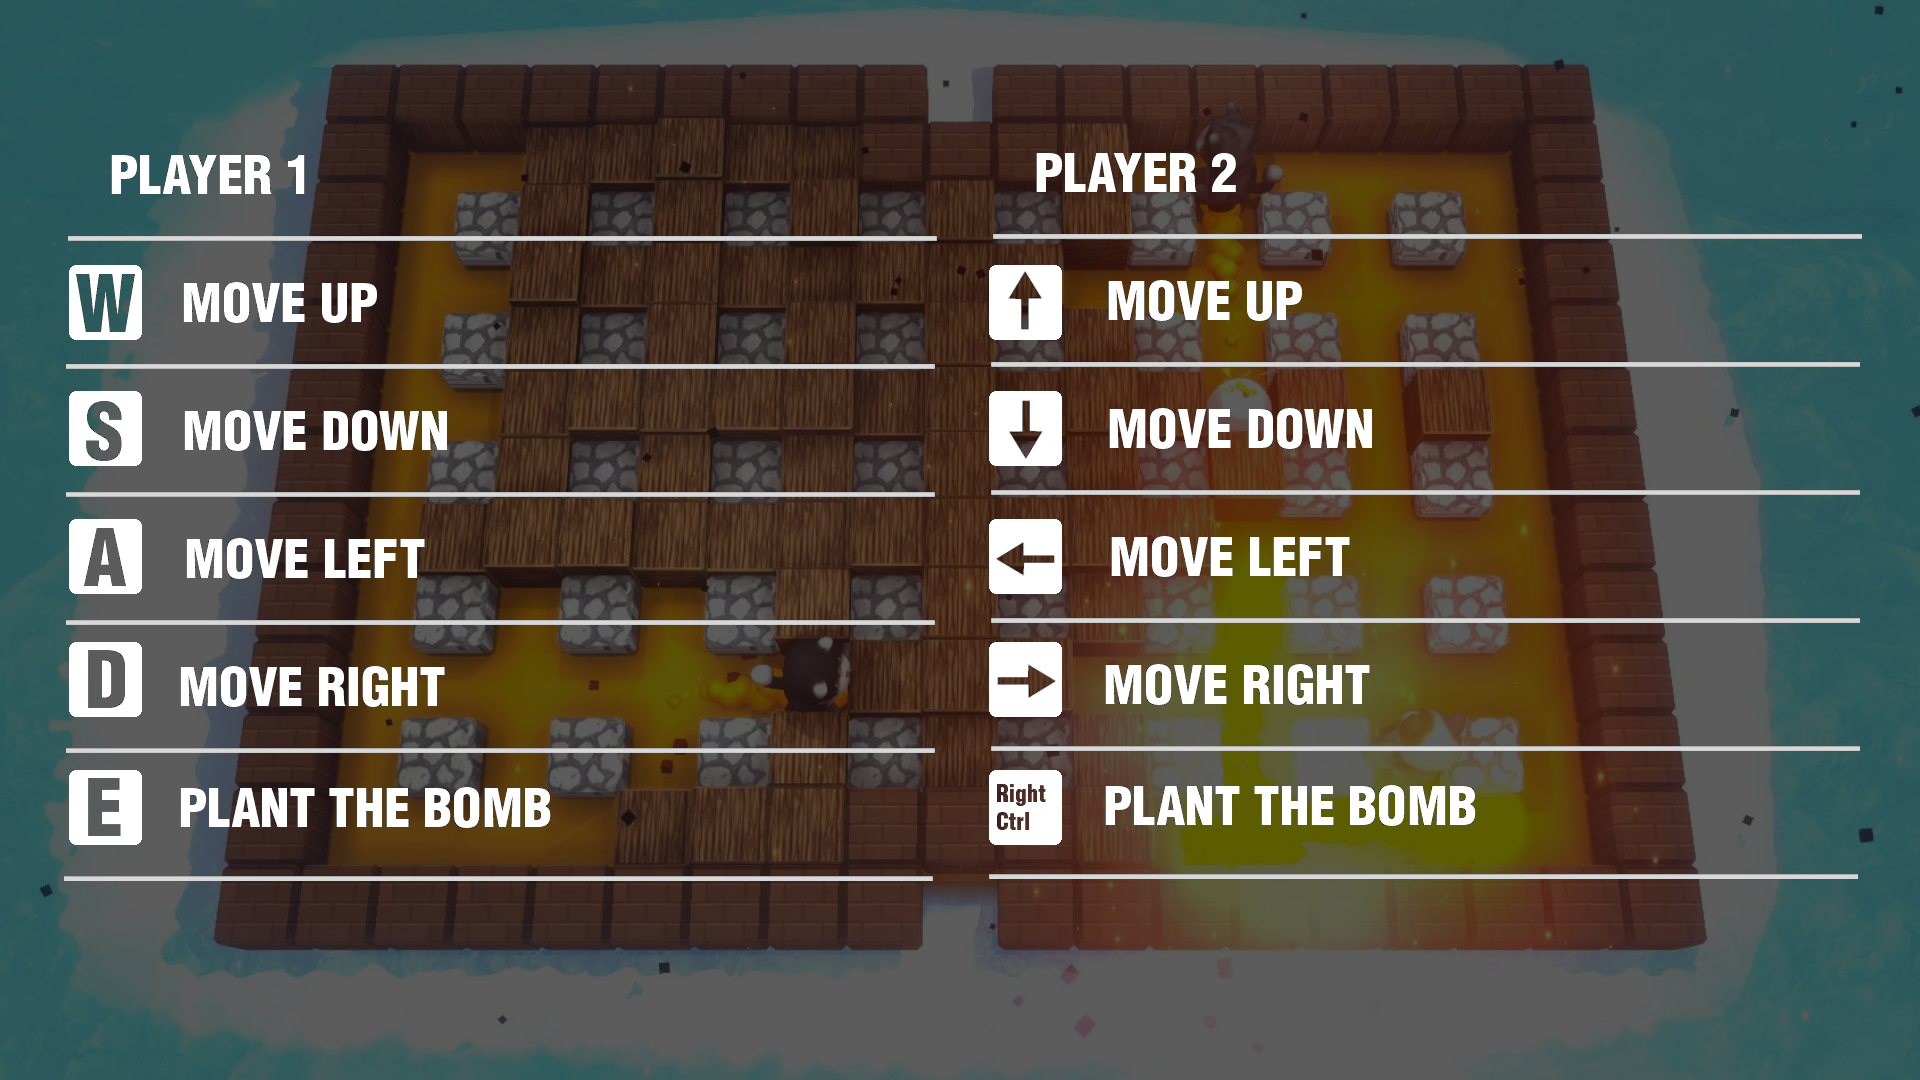 PLAYER 1
W MOVE UP
S MOVE DOWN
A MOVE LEFT
D MOVE RIGHT
E PLANT THE BOMB
PLAYER 2
↑ MOVE UP
↓ MOVE DOWN
← MOVE LEFT
→ MOVE RIGHT
Right
Ctrl
PLANT THE BOMB